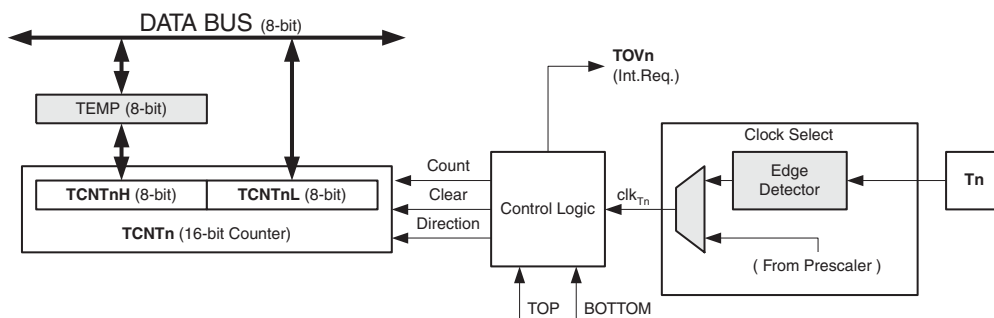 DATA BUS (8-bit)
TEMP (8-bit)
TCNTnH (8-bit)
TCNTnL (8-bit)
TCNTn (16-bit Counter)
Count
Clear
Direction
Control Logic
TOVn
(Int.Req.)
TOP
BOTTOM
clkTn
Clock Select
Edge
Detector
( From Prescaler )
Tn